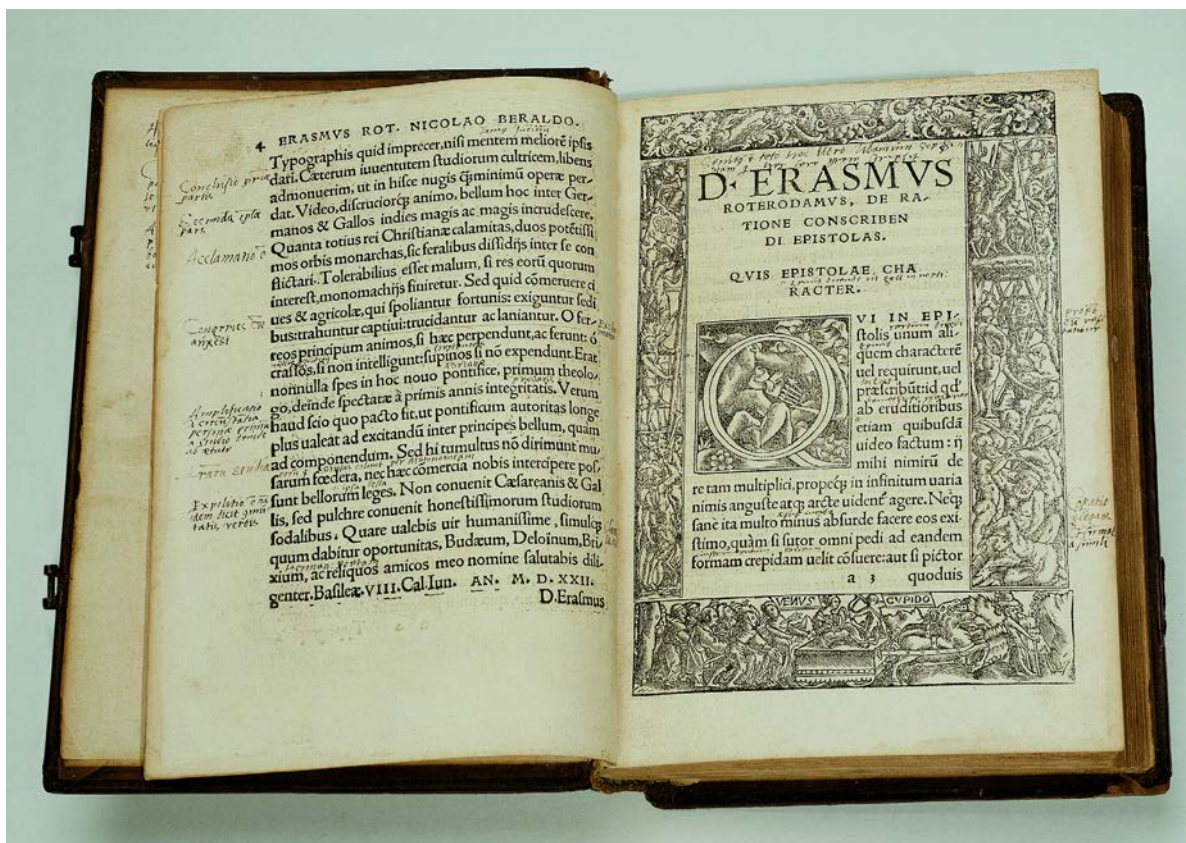 4 ERASMVS ROT. NICOLAO BERALDO.
Typographis quid imprecer, nisi mentem meliorē ipsis
dari. Cæterum iuuentutem studiorum cultricem, libens
admonuerim, ut in hisce nugis q̃minimũ operæ per-
dat. Video, discruciorq; animo, bellum hoc inter Ger-
manos & Gallos indies magis ac magis incrudescere,
Quanta totius rei Christianæ calamitas, duos potētissi
mos orbis monarchas, sic feralibus dissidijs inter se con
flictari. Tolerabilius esset malum, si res eorũ quorum
interest, monomachijs finiretur. Sed quid cõmeruere ci
ues & agricolæ, qui spoliantur fortunis: exiguntur sedi
bus: trahuntur captiui: trucidantur ac laniantur. O fer-
reos principum animos, si hæc perpendunt, ac ferunt: ô
crassos, si non intelligunt: supinos si nõ expendunt. Erat
nonnulla spes in hoc nouo pontifice, primum theolo-
go, deinde spectatæ à primis annis integritatis. Verum
haud scio quo pacto fit, ut pontificum autoritas longe
plus ualeat ad excitandũ inter principes bellum, quàm
ad componendum. Sed hi tumultus nõ dirimunt mu-
sarum fœdera, nec hæc cõmercia nobis intercipere pos-
sunt bellorum leges. Non conuenit Cæsareanis & Gal
lis, sed pulchre conuenit honestissimorum studiorum
sodalibus. Quare ualebis uir humanissime, simulq;
quum dabitur oportunitas, Budæum, Deloinum, Bri
xium, ac reliquos amicos meo nomine salutabis dili-
genter. Basileæ. VIII. Cal. Iun. AN. M. D. XXII.
D. Erasmus
Acclamatio
D. ERASMVS
ROTERODAMVS, DE RA-
TIONE CONSCRIBEN
DI EPISTOLAS.
QVIS EPISTOLAE CHA
RACTER.
QVI IN EPI-
stolis unum ali-
quem characterē
uel requirunt, uel
præscribũt: id qd'
ab eruditioribus
etiam quibusdã
uideo factum: ij
mihi nimirũ de
re tam multiplici, propeq; in infinitum uaria
nimis anguste atq; arcte uidenť agere. Neq;
sanè ita multo minus absurde facere eos exi-
stimo, quàm si sutor omni pedi ad eandem
formam crepidam uelit cõsuere: aut si pictor
a 3 quoduis
VENVS CVPIDO